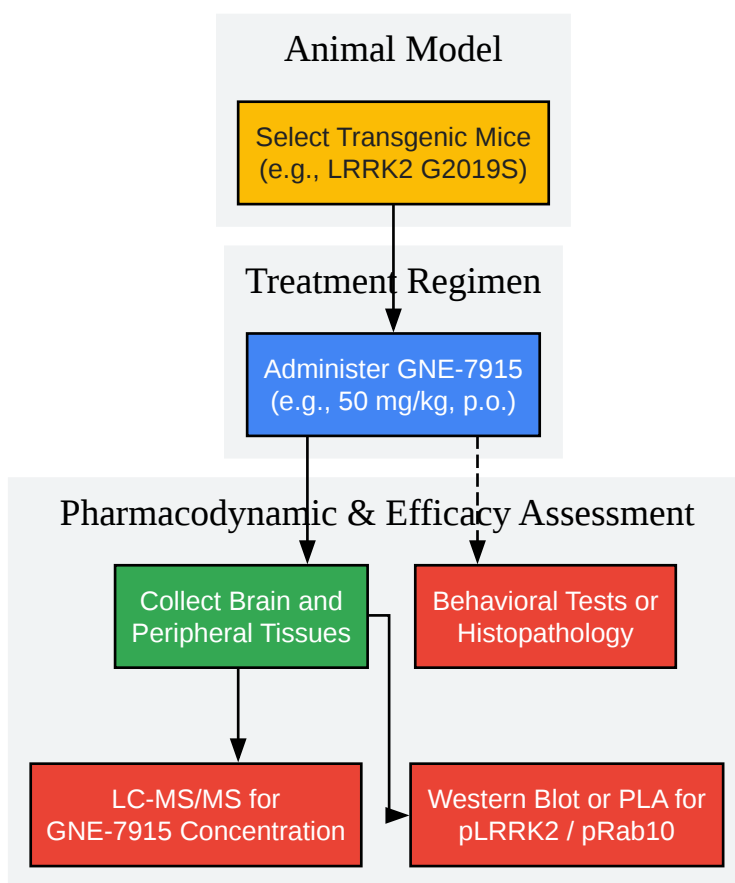 Animal Model
Select Transgenic Mice
(e.g., LRRK2 G2019S)
Treatment Regimen
Administer GNE-7915
(e.g., 50 mg/kg, p.o.)
Pharmacodynamic & Efficacy Assessment
Collect Brain and
Peripheral Tissues
Behavioral Tests or
Histopathology
LC-MS/MS for
GNE-7915 Concentration
Western Blot or PLA for
pLRRK2 / pRab10